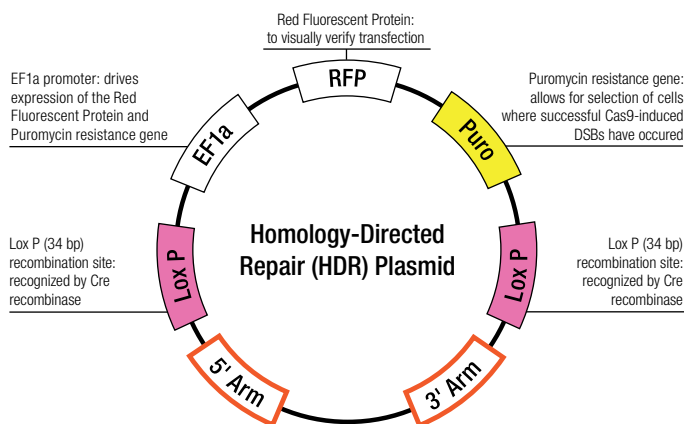 Red Fluorescent Protein:
to visually verify transfection
RFP
EF1a promoter: drives
expression of the Red
Fluorescent Protein and
Puromycin resistance gene
EF1a
Puromycin resistance gene:
allows for selection of cells
where successful Cas9-induced
DSBs have occured
Puro
Homology-Directed
Repair (HDR) Plasmid
Lox P (34 bp)
recombination site:
recognized by Cre
recombinase
Lox P
Lox P
Lox P (34 bp)
recombination site:
recognized by Cre
recombinase
5' Arm
3' Arm